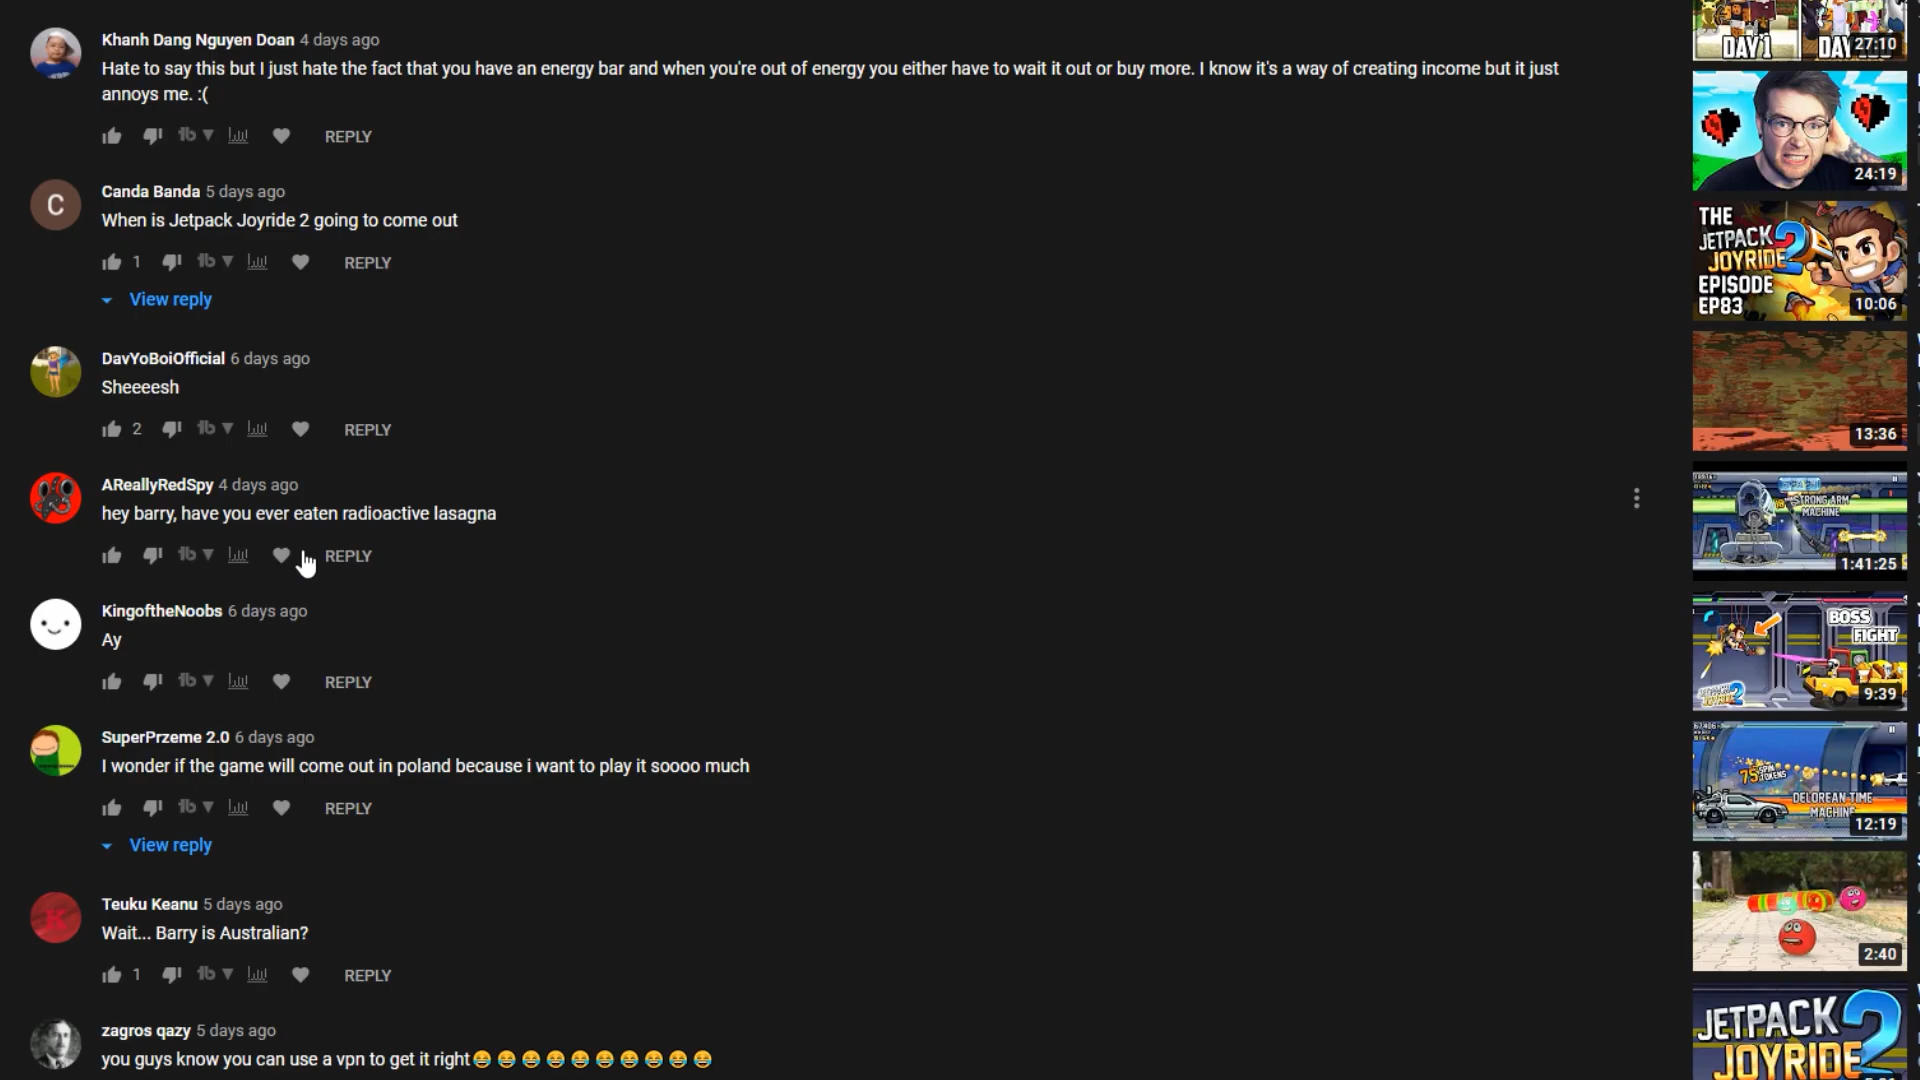 Khanh Dang Nguyen Doan 4 days ago
Hate to say this but I just hate the fact that you have an energy bar and when you're out of energy you either have to wait it out or buy more. I know it's a way of creating income but it just
annoys me. :(
REPLY
C
Canda Banda 5 days ago
When is Jetpack Joyride 2 going to come out
1 REPLY
View reply
DavYoBoiOfficial 6 days ago
Sheeeesh
2 REPLY
AReallyRedSpy 4 days ago
hey barry, have you ever eaten radioactive lasagna
REPLY
KingoftheNoobs 6 days ago
Ay
REPLY
SuperPrzeme 2.0 6 days ago
I wonder if the game will come out in poland because i want to play it soooo much
REPLY
View reply
K
Teuku Keanu 5 days ago
Wait... Barry is Australian?
1 REPLY
zagros qazy 5 days ago
you guys know you can use a vpn to get it right😂😂😂😂😂😂😂😂😂😂
DAY 1
27:10
24:19
THE
JETPACK 2
JOYRIDE
EPISODE
EP83
10:06
13:36
STRONG ARM
MACHINE
1:41:25
BOSS
FIGHT
JETPACK
JOYRIDE 2
9:39
75 SPIN
TOKENS
DELOREAN TIME
MACHINE
12:19
2:40
JETPACK 2
JOYRIDE